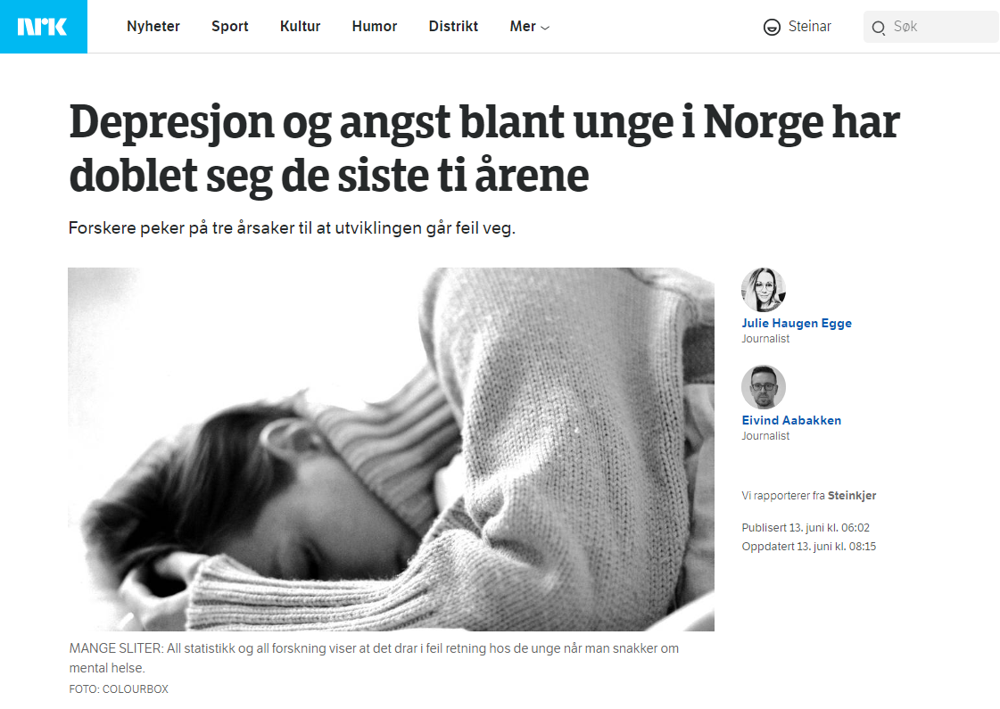 nrk
Nyheter Sport Kultur Humor Distrikt Mer Steinar Søk
Depresjon og angst blant unge i Norge har
doblet seg de siste ti årene
Forskere peker på tre årsaker til at utviklingen går feil veg.
Julie Haugen Egge
Journalist
Eivind Aabakken
Journalist
Vi rapporterer fra Steinkjer
Publisert 13. juni kl. 06:02
Oppdatert 13. juni kl. 08:15
MANGE SLITER: All statistikk og all forskning viser at det drar i feil retning hos de unge når man snakker om
mental helse.
FOTO: COLOURBOX